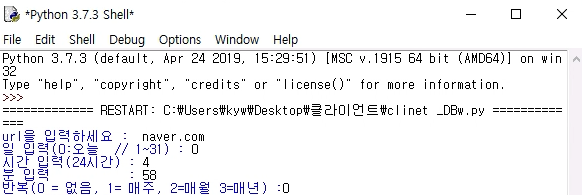 *Python 3.7.3 Shell*
File Edit Shell Debug Options Window Help
Python 3.7.3 (default, Apr 24 2019, 15:29:51) [MSC v.1915 64 bit (AMD64)] on win
32
Type "help", "copyright", "credits" or "license()" for more information.
>>>
============= RESTART: C:\Users\kyw\Desktop\클라이언트\clinet _DBw.py ==========
===
url을 입력하세요 : naver.com
일 입력(0:오늘 // 1~31) : 0
시간 입력(24시간) : 4
분 입력 : 58
반복(0 = 없음, 1= 매주, 2=매월 3=매년) :0